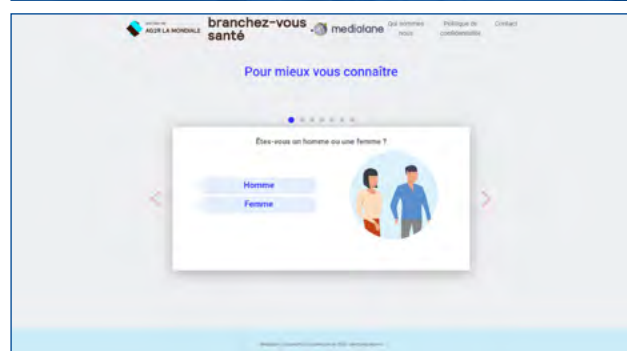 AG2R LA MONDIALE
branchez-vous
santé
medialane
Qui sommes-
nous
Politique de
confidentialité
Contact
Pour mieux vous connaître
Êtes-vous un homme ou une femme ?
Homme
Femme